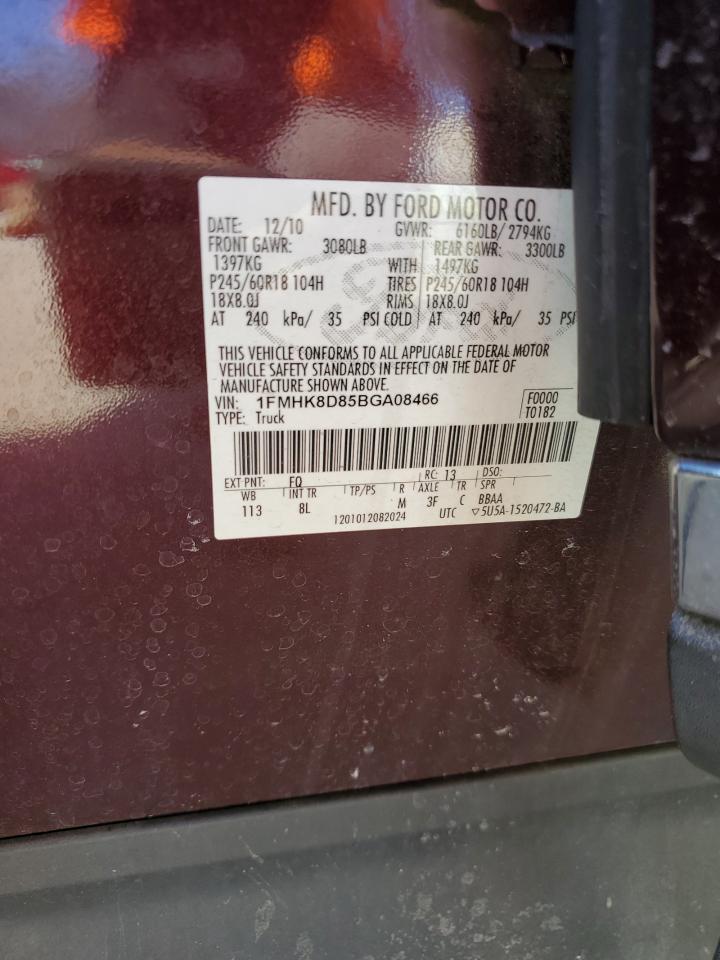 MFD. BY FORD MOTOR CO.
DATE: 12/10 GVWR: 6160LB/ 2794KG
FRONT GAWR: 3080LB REAR GAWR: 3300LB
1397KG WITH 1497KG
P245/60R18 104H TIRES P245/60R18 104H
18X8.0J RIMS 18X8.0J
AT 240 kPa/ 35 PSI COLD AT 240 kPa/ 35 PSI
THIS VEHICLE CONFORMS TO ALL APPLICABLE FEDERAL MOTOR
VEHICLE SAFETY STANDARDS IN EFFECT ON THE DATE OF
MANUFACTURE SHOWN ABOVE.
VIN: 1FMHK8D85BGA08466 F0000
TYPE: Truck T0182
EXT PNT: FQ RC: 13 DSO:
WB INT TR TP/PS R AXLE TR SPR
113 8L M 3F C BBAA
1201012082024 UTC ▽5U5A-1520472-BA